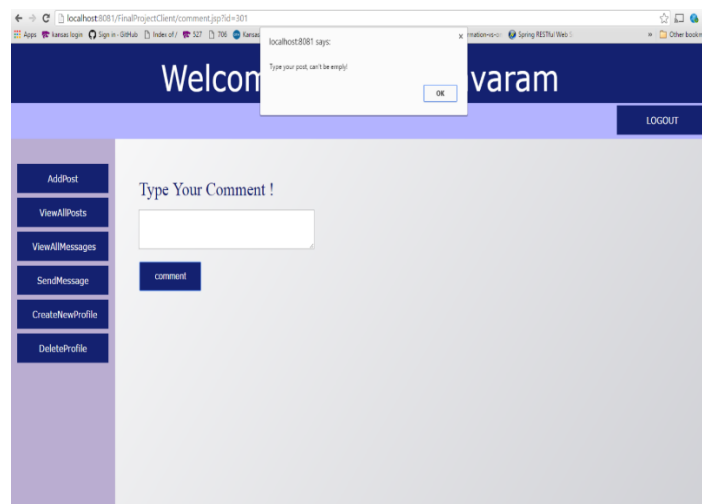 localhost:8081/FinalProjectClient/comment.jsp?id=301
Apps kansas login Sign in · GitHub Index of / 527 706 Kansas
Spring RESTful Web S
Other bookm
localhost:8081 says:
x
Type your post, can't be empty!
OK
Welcom
varam
LOGOUT
AddPost
ViewAllPosts
ViewAllMessages
SendMessage
CreateNewProfile
DeleteProfile
Type Your Comment !
comment